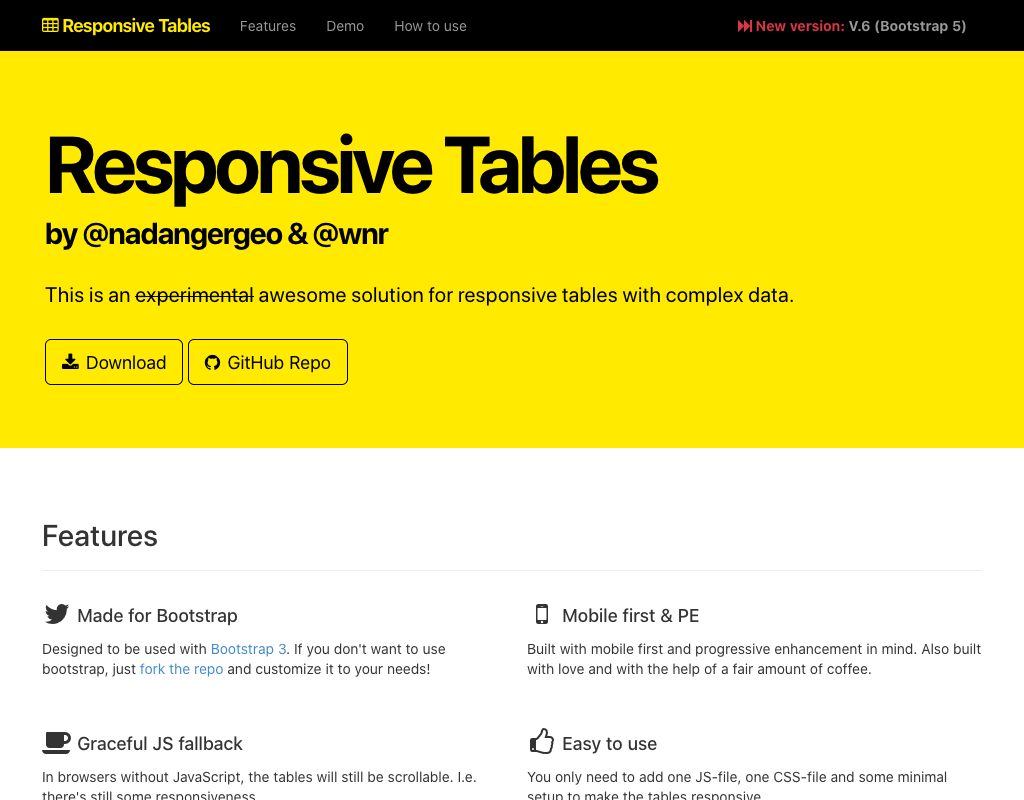 Responsive Tables
Features
Demo
How to use
New version: V.6 (Bootstrap 5)
Responsive Tables
by @nadangergeo & @wnr
This is an experimental awesome solution for responsive tables with complex data.
Download
GitHub Repo
Features
Made for Bootstrap
Designed to be used with Bootstrap 3. If you don't want to use
bootstrap, just fork the repo and customize it to your needs!
Mobile first & PE
Built with mobile first and progressive enhancement in mind. Also built
with love and with the help of a fair amount of coffee.
Graceful JS fallback
In browsers without JavaScript, the tables will still be scrollable. I.e.
there's still some responsiveness
Easy to use
You only need to add one JS-file, one CSS-file and some minimal
setup to make the tables responsive